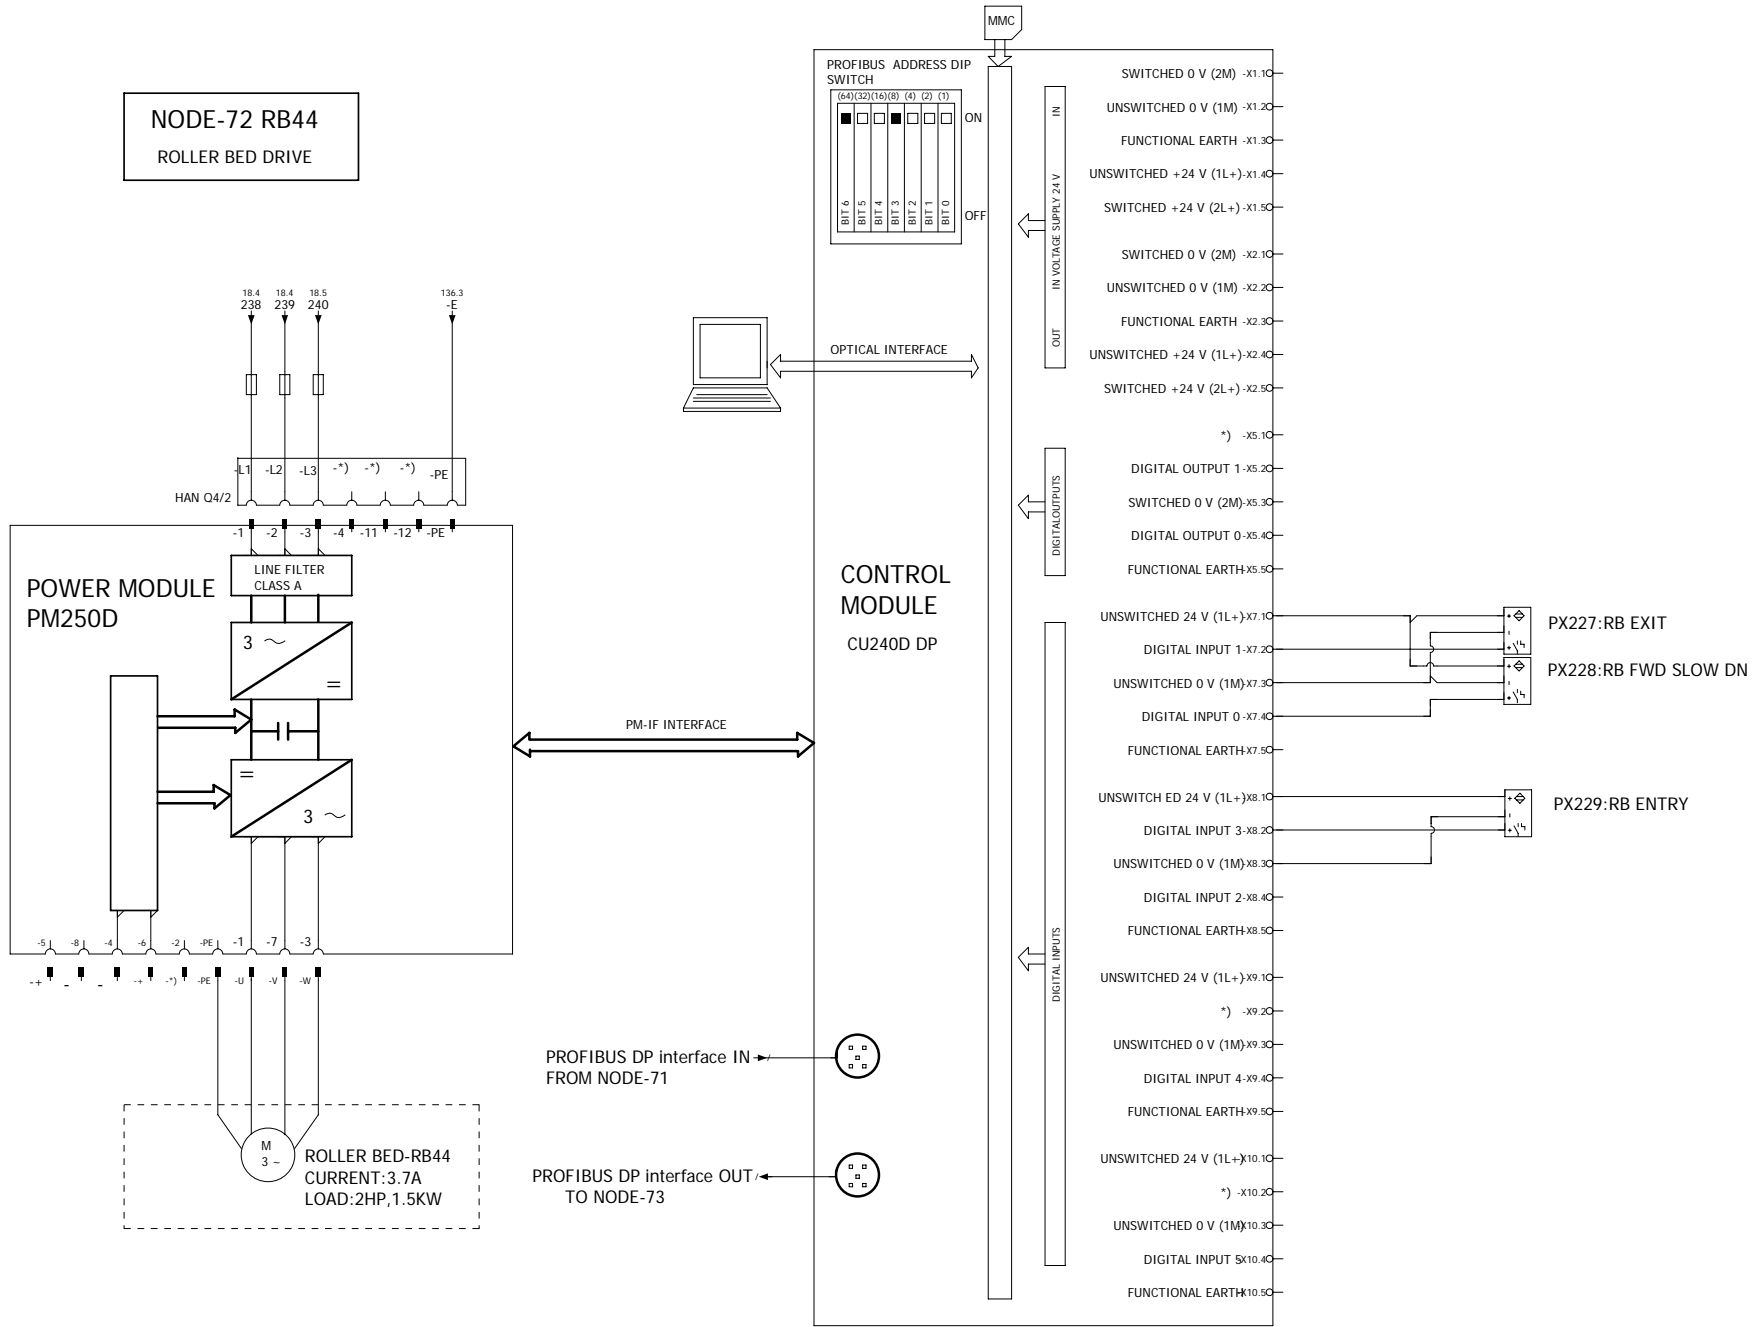 MMC
PROFIBUS ADDRESS DIP
SWITCH
(64)(32)(16)(8) (4) (2) (1)
ON
OFF
BIT 6
BIT 5
BIT 4
BIT 3
BIT 2
BIT 1
BIT 0
NODE-72 RB44
ROLLER BED DRIVE
18.4 18.4 18.5 136.3
238 239 240 -E
-L1 -L2 -L3 -*) -*) -*) -PE
HAN Q4/2
-1 -2 -3 -4 -11 -12 -PE
LINE FILTER
CLASS A
POWER MODULE
PM250D
3 ~
=
=
3 ~
-5 -8 -4 -6 -2 -PE -1 -7 -3
-+ - - -+ -*) -PE -U -V -W
M
3 ~
ROLLER BED-RB44
CURRENT:3.7A
LOAD:2HP,1.5KW
OPTICAL INTERFACE
PM-IF INTERFACE
CONTROL
MODULE
CU240D DP
PROFIBUS DP interface IN
FROM NODE-71
PROFIBUS DP interface OUT
TO NODE-73
IN
IN VOLTAGE SUPPLY 24 V
OUT
DIGITALOUTPUTS
DIGITAL INPUTS
SWITCHED 0 V (2M) -X1.1
UNSWITCHED 0 V (1M) -X1.2
FUNCTIONAL EARTH -X1.3
UNSWITCHED +24 V (1L+)-X1.4
SWITCHED +24 V (2L+) -X1.5
SWITCHED 0 V (2M) -X2.1
UNSWITCHED 0 V (1M) -X2.2
FUNCTIONAL EARTH -X2.3
UNSWITCHED +24 V (1L+)-X2.4
SWITCHED +24 V (2L+) -X2.5
*) -X5.1
DIGITAL OUTPUT 1-X5.2
SWITCHED 0 V (2M)-X5.3
DIGITAL OUTPUT 0-X5.4
FUNCTIONAL EARTH-X5.5
UNSWITCHED 24 V (1L+)-X7.1
DIGITAL INPUT 1-X7.2
UNSWITCHED 0 V (1M)-X7.3
DIGITAL INPUT 0-X7.4
FUNCTIONAL EARTH-X7.5
UNSWITCH ED 24 V (1L+)-X8.1
DIGITAL INPUT 3-X8.2
UNSWITCHED 0 V (1M)-X8.3
DIGITAL INPUT 2-X8.4
FUNCTIONAL EARTH-X8.5
UNSWITCHED 24 V (1L+)-X9.1
*) -X9.2
UNSWITCHED 0 V (1M)-X9.3
DIGITAL INPUT 4-X9.4
FUNCTIONAL EARTH-X9.5
UNSWITCHED 24 V (1L+)-X10.1
*) -X10.2
UNSWITCHED 0 V (1M)-X10.3
DIGITAL INPUT 5-X10.4
FUNCTIONAL EARTH-X10.5
+
-
+
PX227:RB EXIT
+
-
+
PX228:RB FWD SLOW DN
+
-
+
PX229:RB ENTRY